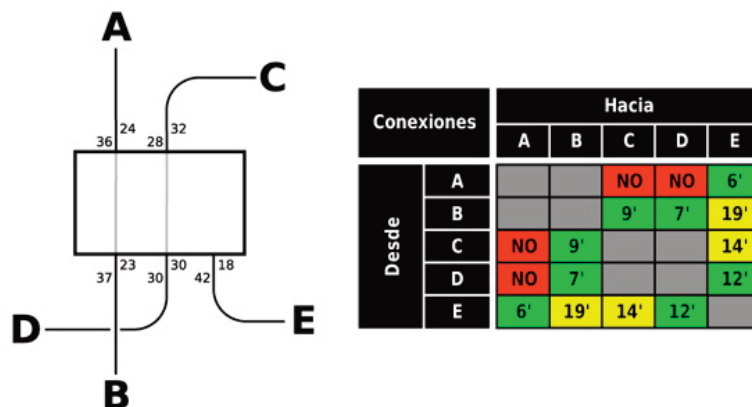 A
C
24
32
36
28
23
30
18
37
30
42
D
E
B
Conexiones
Hacia
A B C D E
Desde
A NO NO 6'
B 9' 7' 19'
C NO 9' 14'
D NO 7' 12'
E 6' 19' 14' 12'